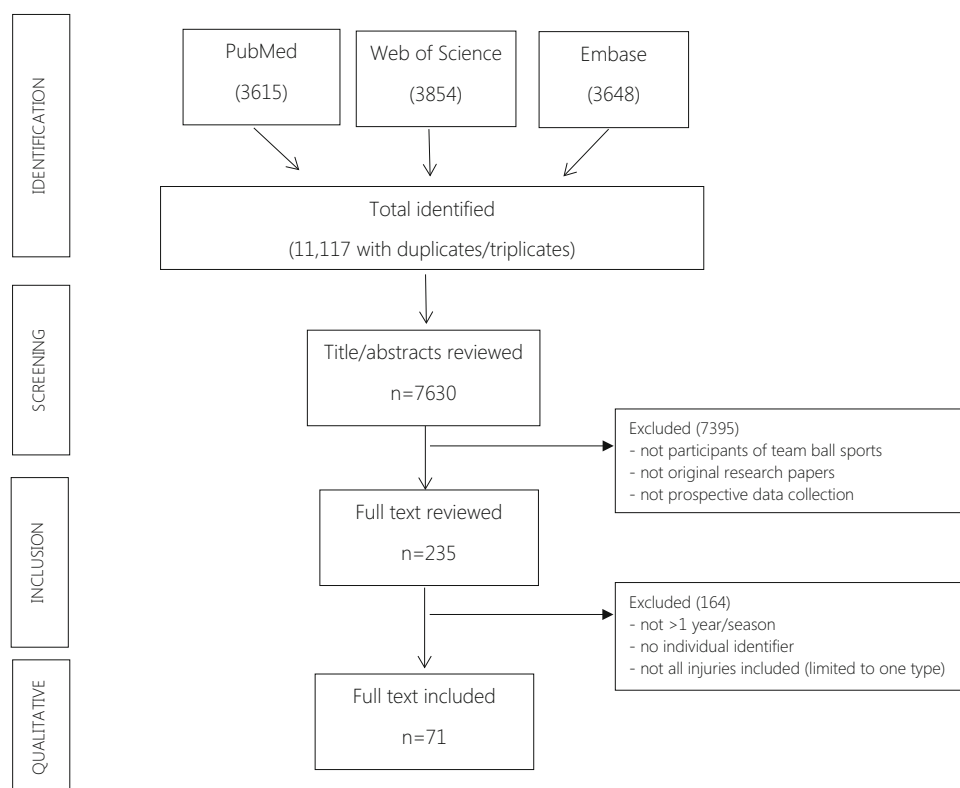 IDENTIFICATION
PubMed
(3615)
Web of Science
(3854)
Embase
(3648)
Total identified
(11,117 with duplicates/triplicates)
SCREENING
Title/abstracts reviewed
n=7630
Excluded (7395)
- not participants of team ball sports
- not original research papers
- not prospective data collection
INCLUSION
Full text reviewed
n=235
Excluded (164)
- not >1 year/season
- no individual identifier
- not all injuries included (limited to one type)
QUALITATIVE
Full text included
n=71